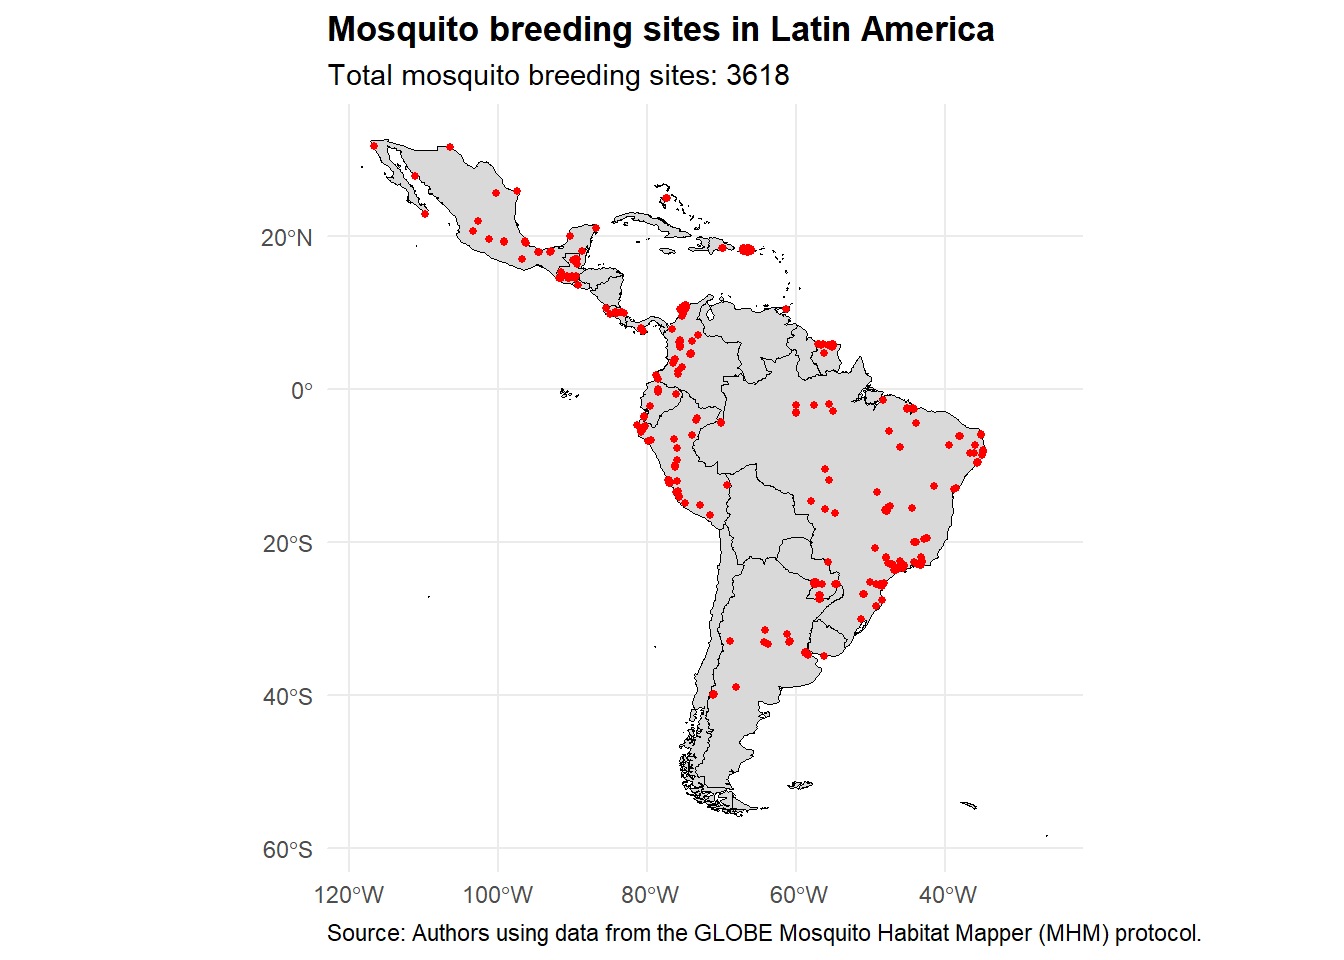 Mosquito breeding sites in Latin America
Total mosquito breeding sites: 3618
20°N
0°
20°S
40°S
60°S
120°W 100°W 80°W 60°W 40°W
Source: Authors using data from the GLOBE Mosquito Habitat Mapper (MHM) protocol.